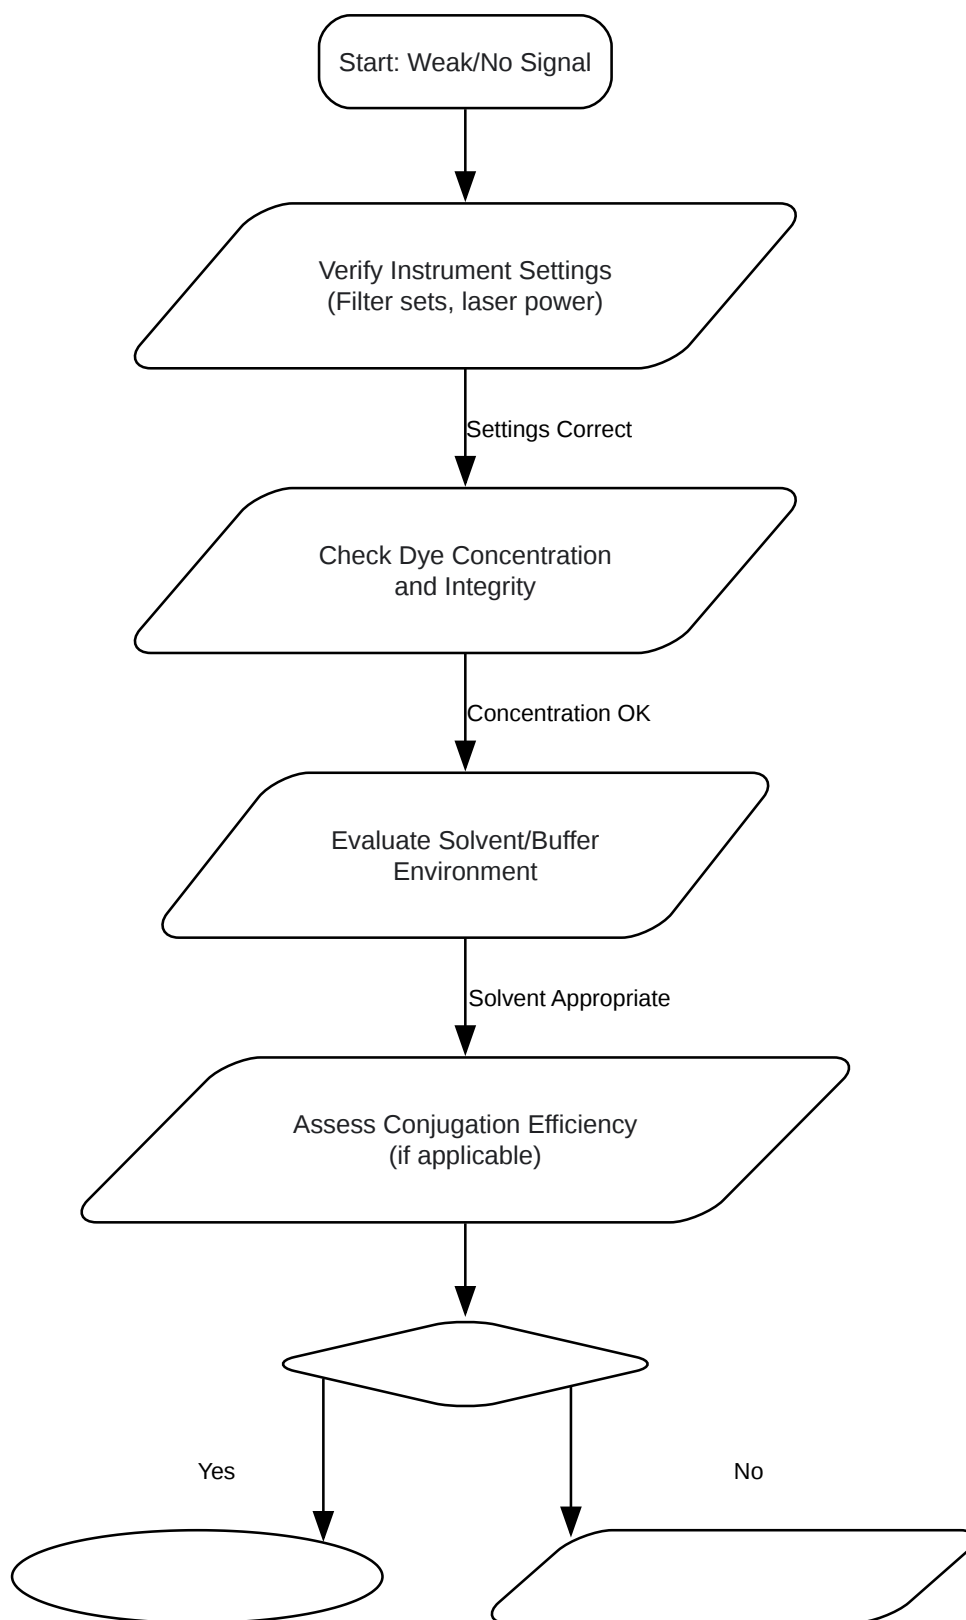 Start: Weak/No Signal
Verify Instrument Settings
(Filter sets, laser power)
Settings Correct
Check Dye Concentration
and Integrity
Concentration OK
Evaluate Solvent/Buffer
Environment
Solvent Appropriate
Assess Conjugation Efficiency
(if applicable)
Yes
No